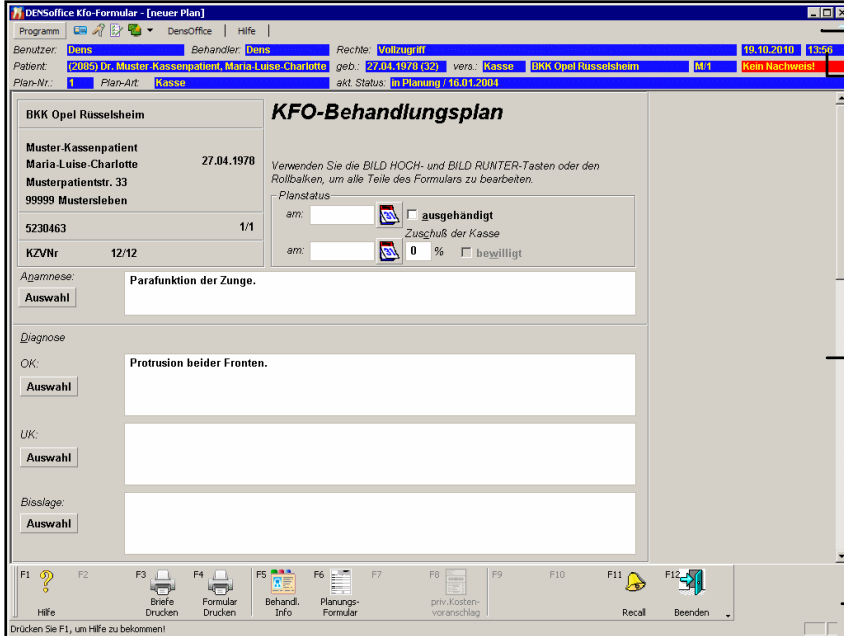 DENSoffice Kfo-Formular - [neuer Plan]
Programm DensOffice Hilfe
Benutzer: Dens Behandler: Dens Rechte: Vollzugriff 19.10.2010 13:56
Patient: (2085) Dr. Muster-Kassenpatient, Maria-Luise-Charlotte geb.: 27.04.1978 (32) vers.: Kasse BKK Opel Rüsselsheim M/1 Kein Nachweis!
Plan-Nr.: 1 Plan-Art: Kasse akt. Status: in Planung / 16.01.2004
BKK Opel Rüsselsheim
Muster-Kassenpatient
Maria-Luise-Charlotte 27.04.1978
Musterpatientstr. 33
99999 Mustersleben
5230463 1/1
KZVNr 12/12
KFO-Behandlungsplan
Verwenden Sie die BILD HOCH- und BILD RUNTER-Tasten oder den
Rollbalken, um alle Teile des Formulars zu bearbeiten.
Planstatus
am: 31 ausgehändigt
Zuschuß der Kasse
am: 31 0 % bewilligt
Anamnese:
Auswahl
Parafunktion der Zunge.
Diagnose
OK:
Auswahl
Protrusion beider Fronten.
UK:
Auswahl
Bisslage:
Auswahl
F1 F2 F3 F4 F5 F6 F7 F8 F9 F10 F11 F12
Hilfe
Briefe
Drucken
Formular
Drucken
Behandl.
Info
Planungs-
Formular
priv.Kosten-
voranschlag
Recall
Beenden
Drücken Sie F1, um Hilfe zu bekommen!